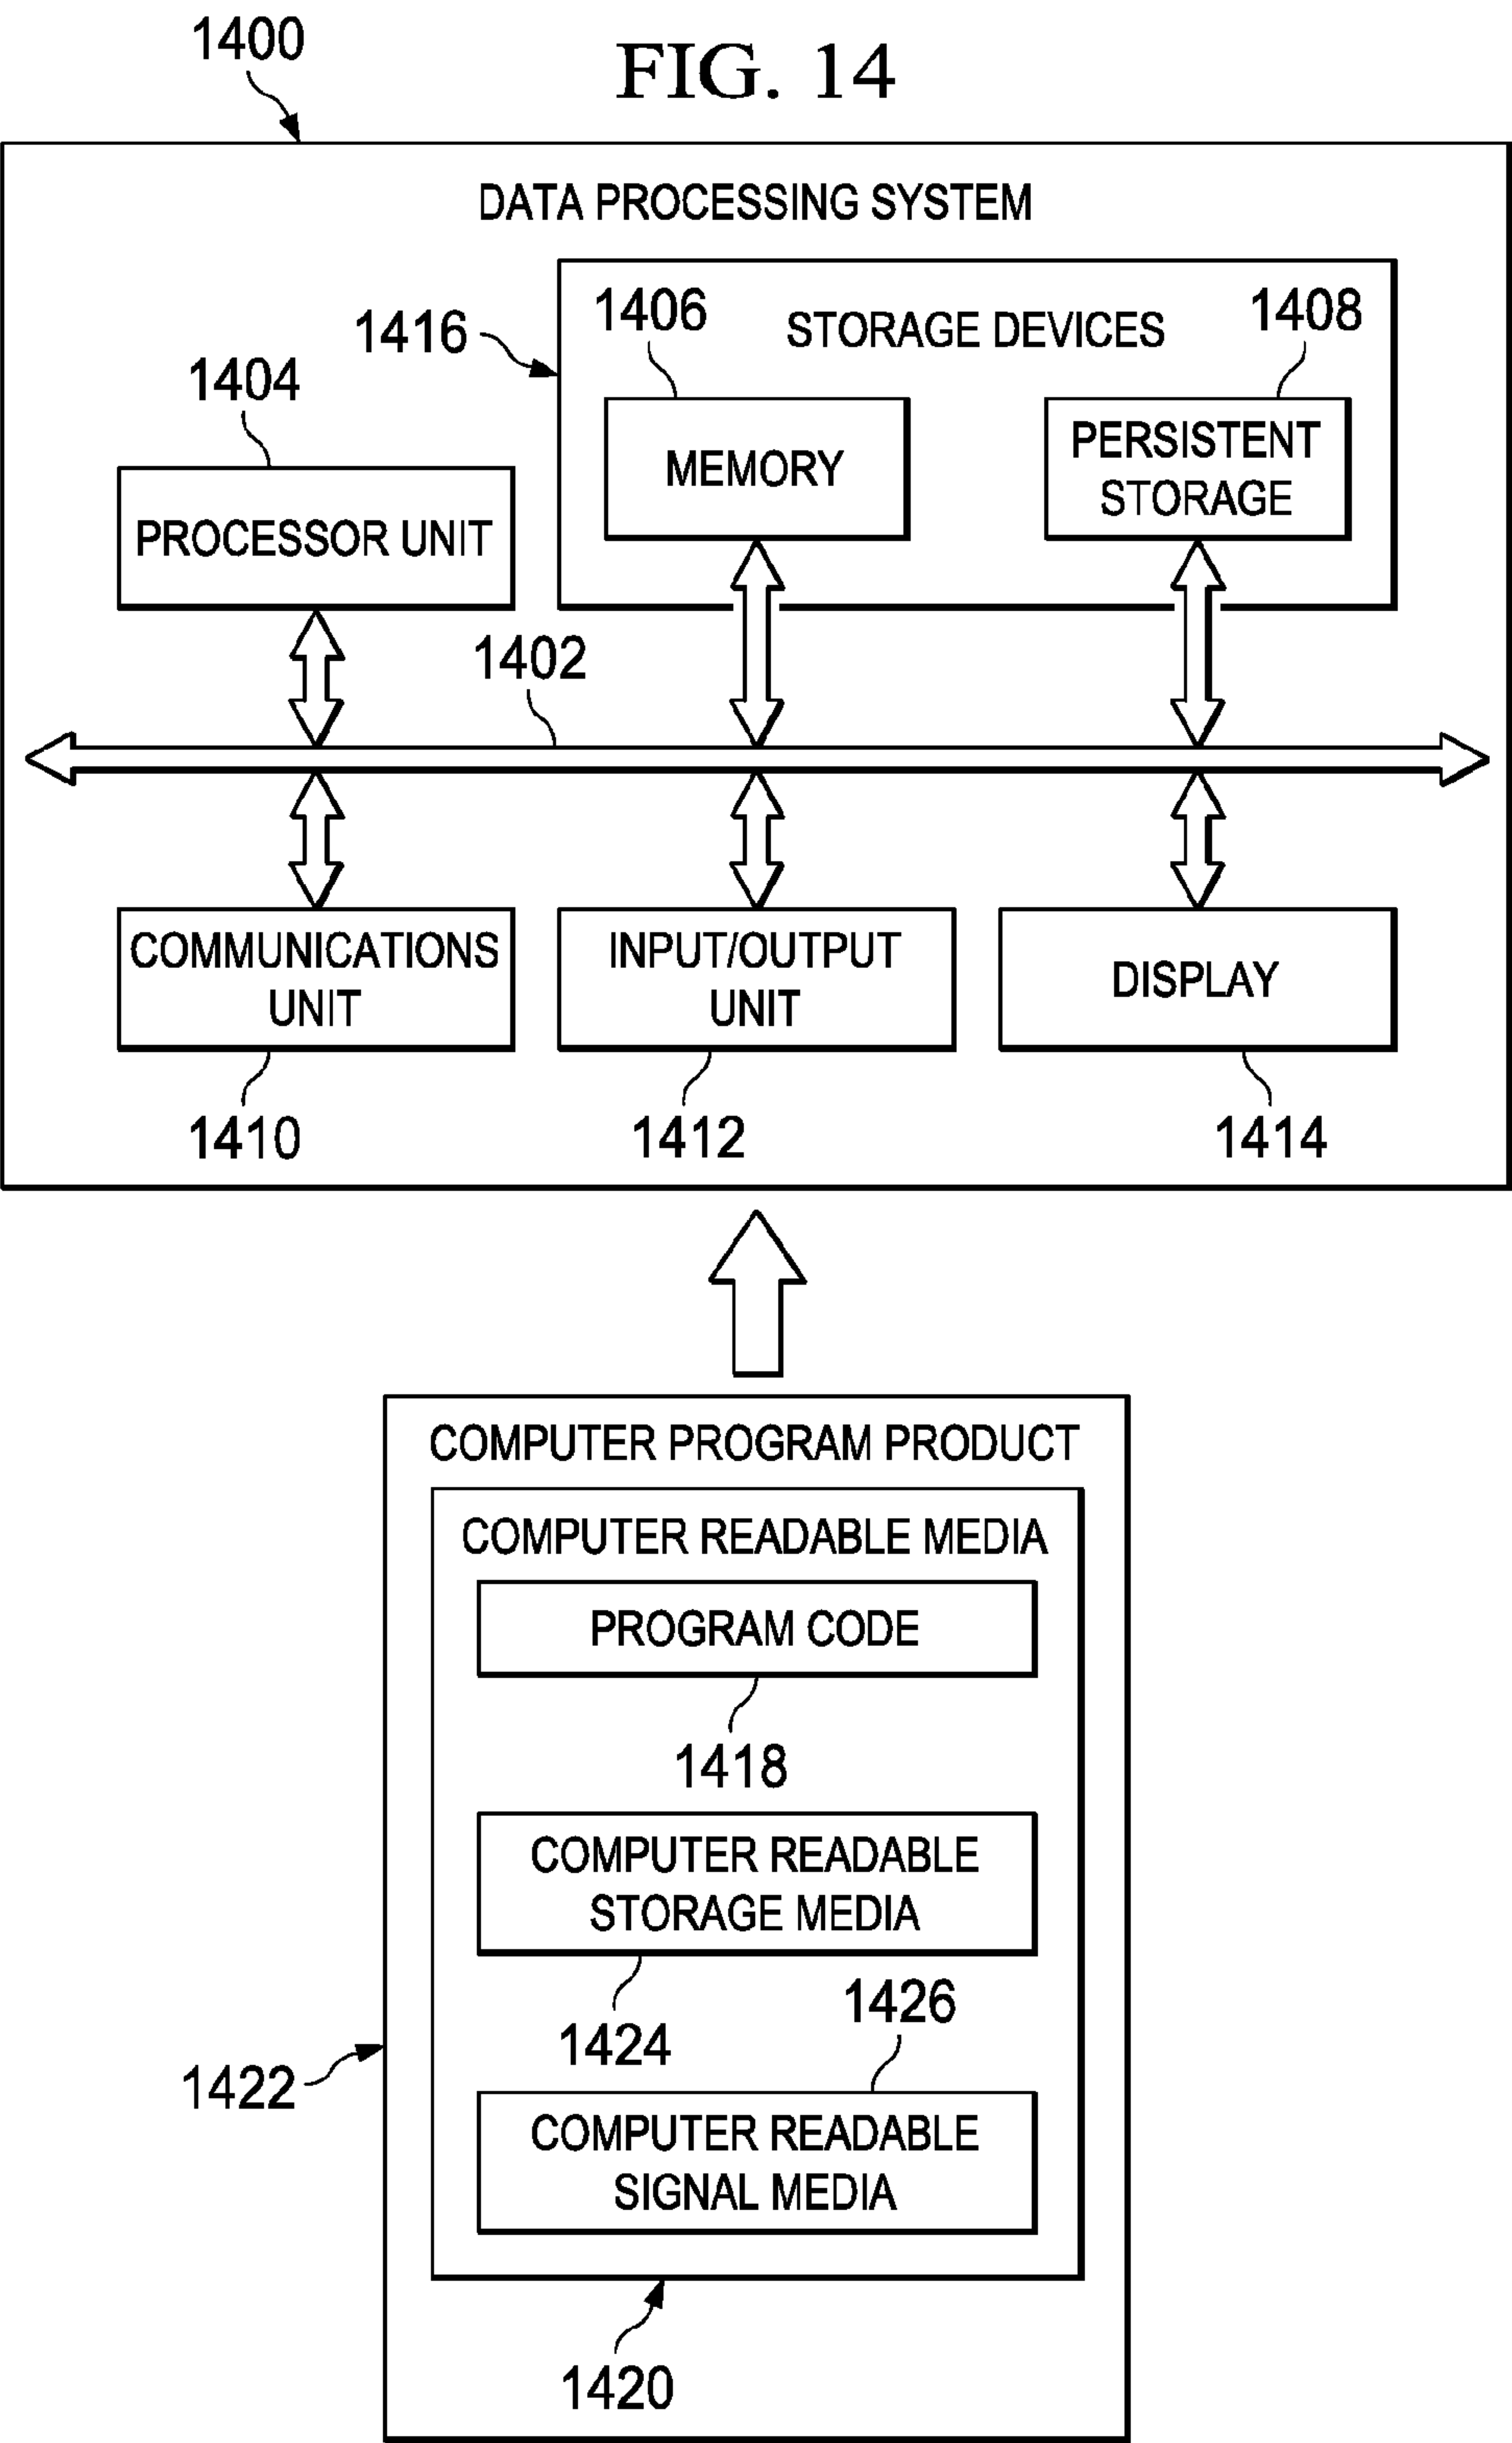 1400
FIG. 14
DATA PROCESSING SYSTEM
1416
1406
STORAGE DEVICES
1408
1404
MEMORY
PERSISTENT
STORAGE
PROCESSOR UNIT
1402
COMMUNICATIONS
UNIT
INPUT/OUTPUT
UNIT
DISPLAY
1410
1412
1414
COMPUTER PROGRAM PRODUCT
COMPUTER READABLE MEDIA
PROGRAM CODE
1418
COMPUTER READABLE
STORAGE MEDIA
1424
1426
1422
COMPUTER READABLE
SIGNAL MEDIA
1420